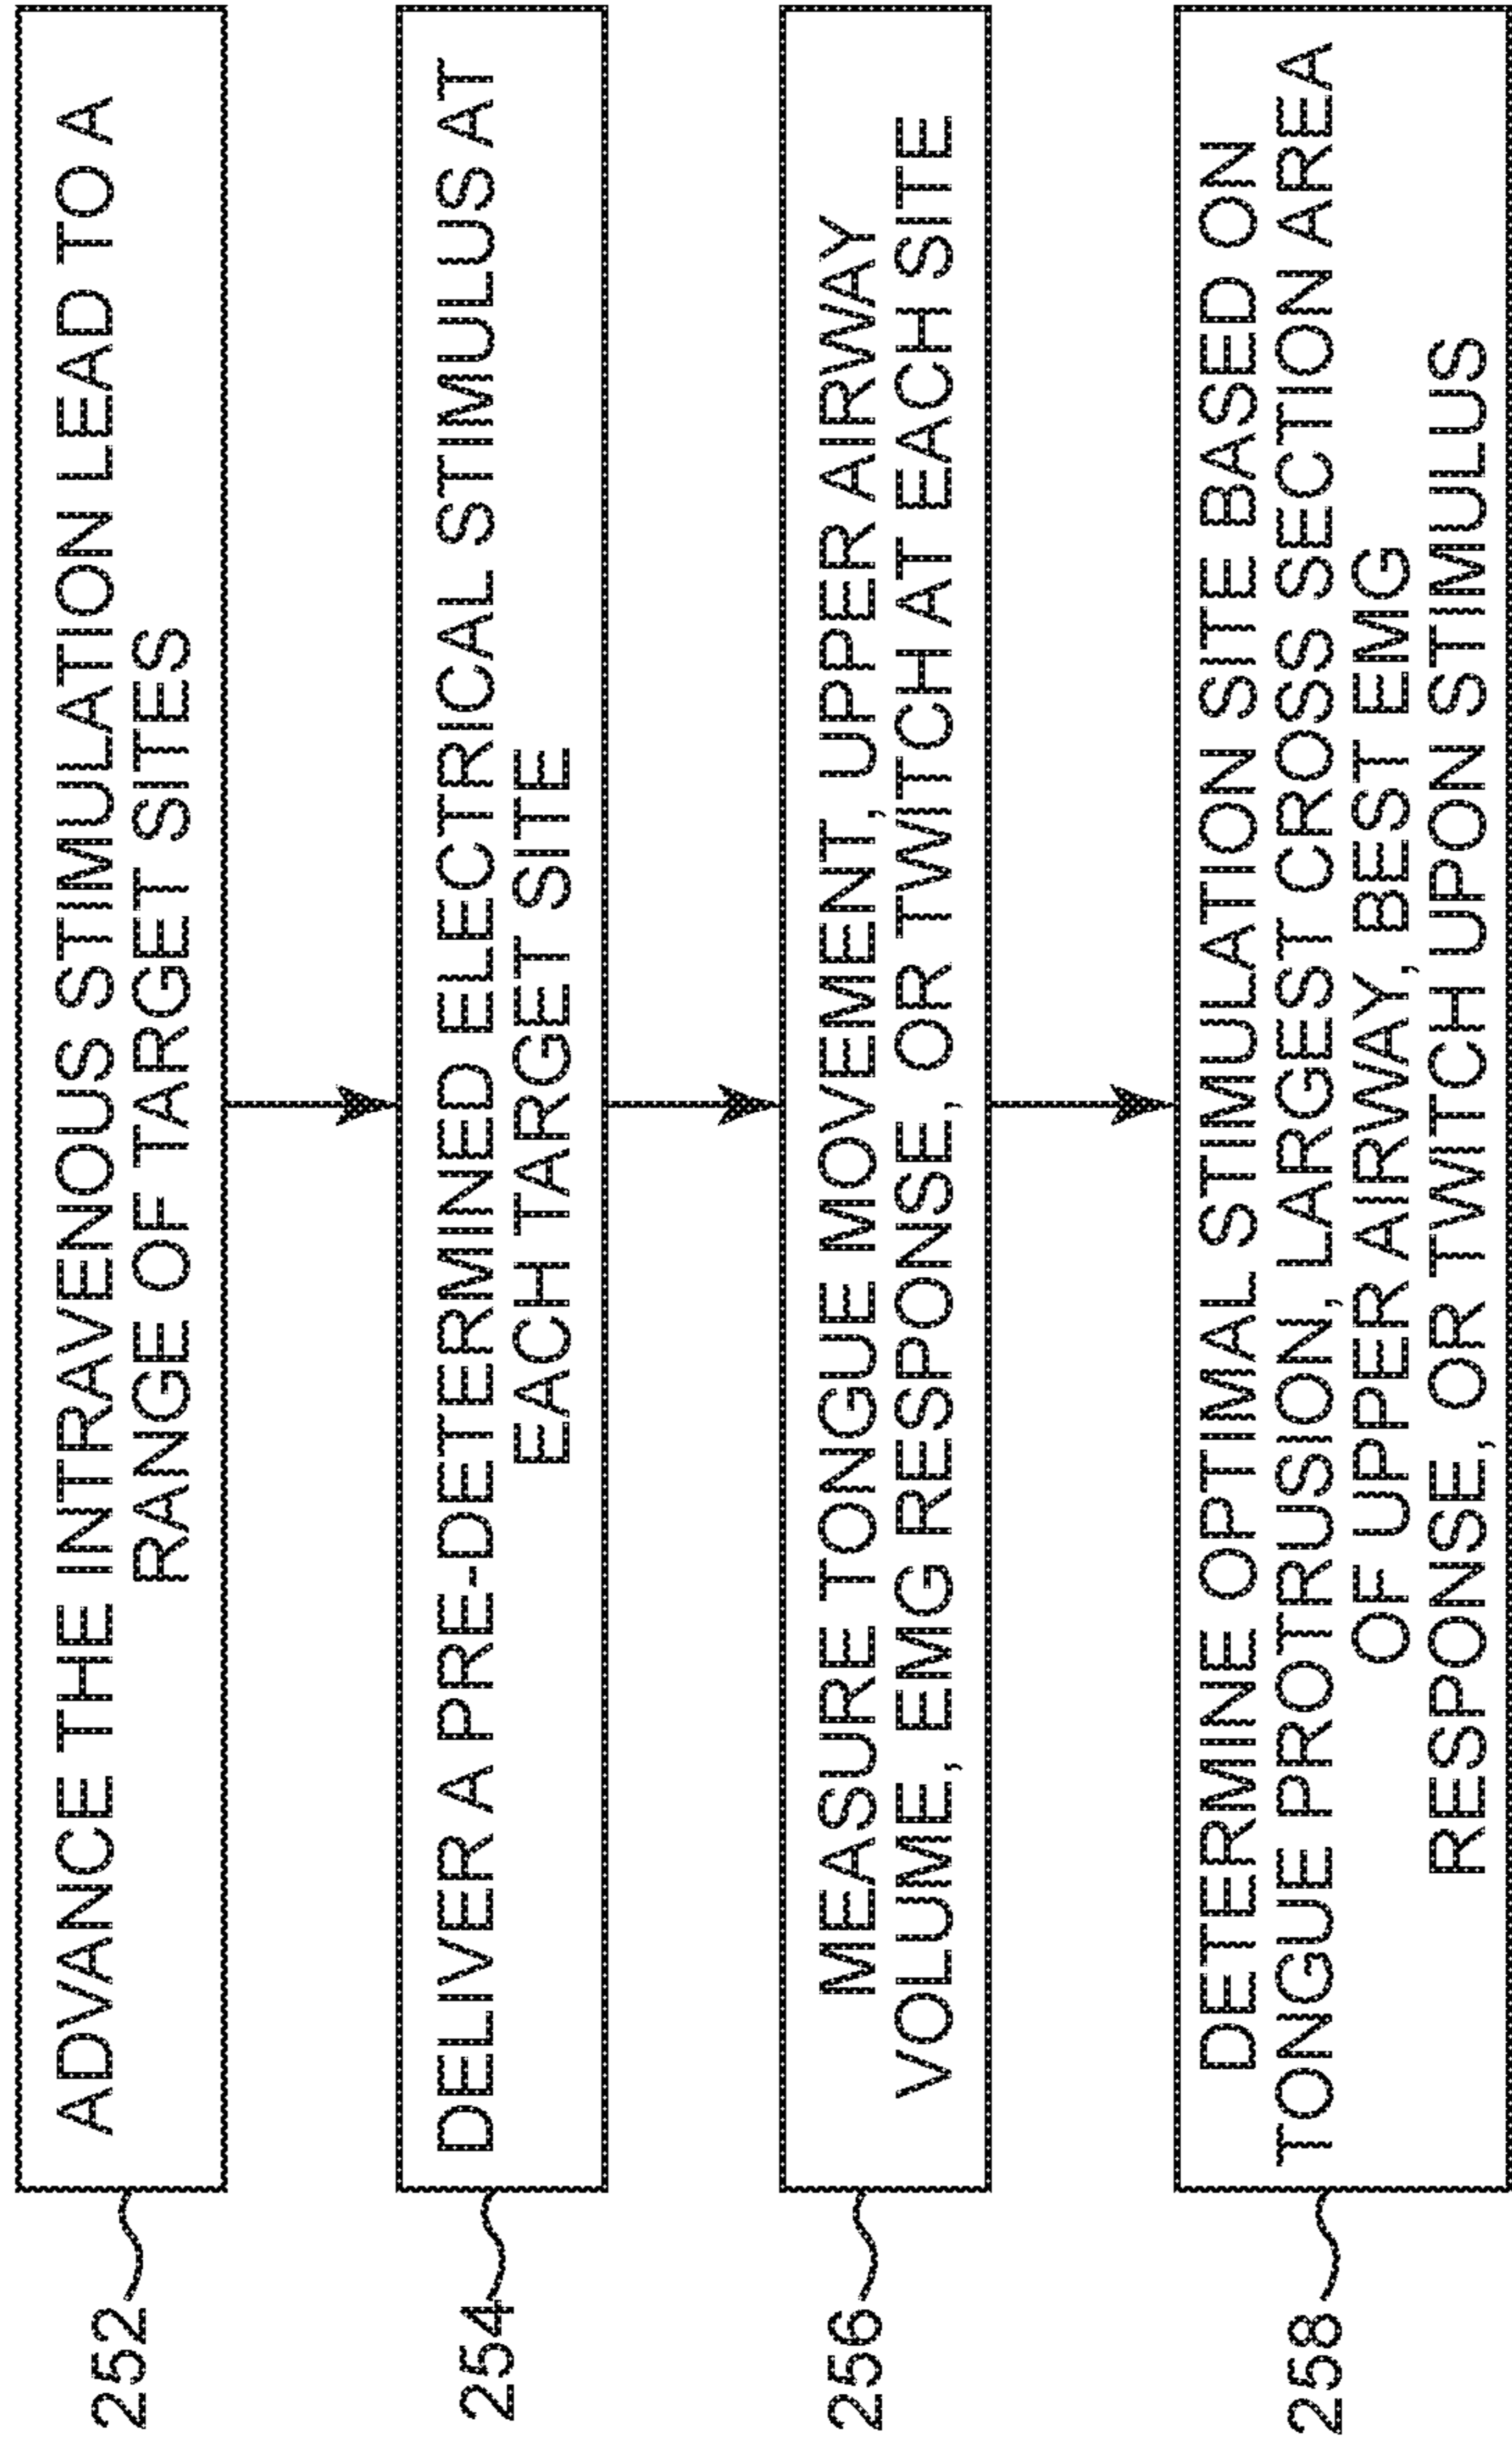 252
ADVANCE THE INTRAVENOUS STIMULATION LEAD TO A
RANGE OF TARGET SITES
254
DELIVER A PRE-DETERMINED ELECTRICAL STIMULUS AT
EACH TARGET SITE
256
MEASURE TONGUE MOVEMENT, UPPER AIRWAY
VOLUME, EMG RESPONSE, OR TWITCH AT EACH SITE
258
DETERMINE OPTIMAL STIMULATION SITE BASED ON
TONGUE PROTRUSION, LARGEST CROSS SECTION AREA
OF UPPER AIRWAY, BEST EMG
RESPONSE, OR TWITCH UPON STIMULUS